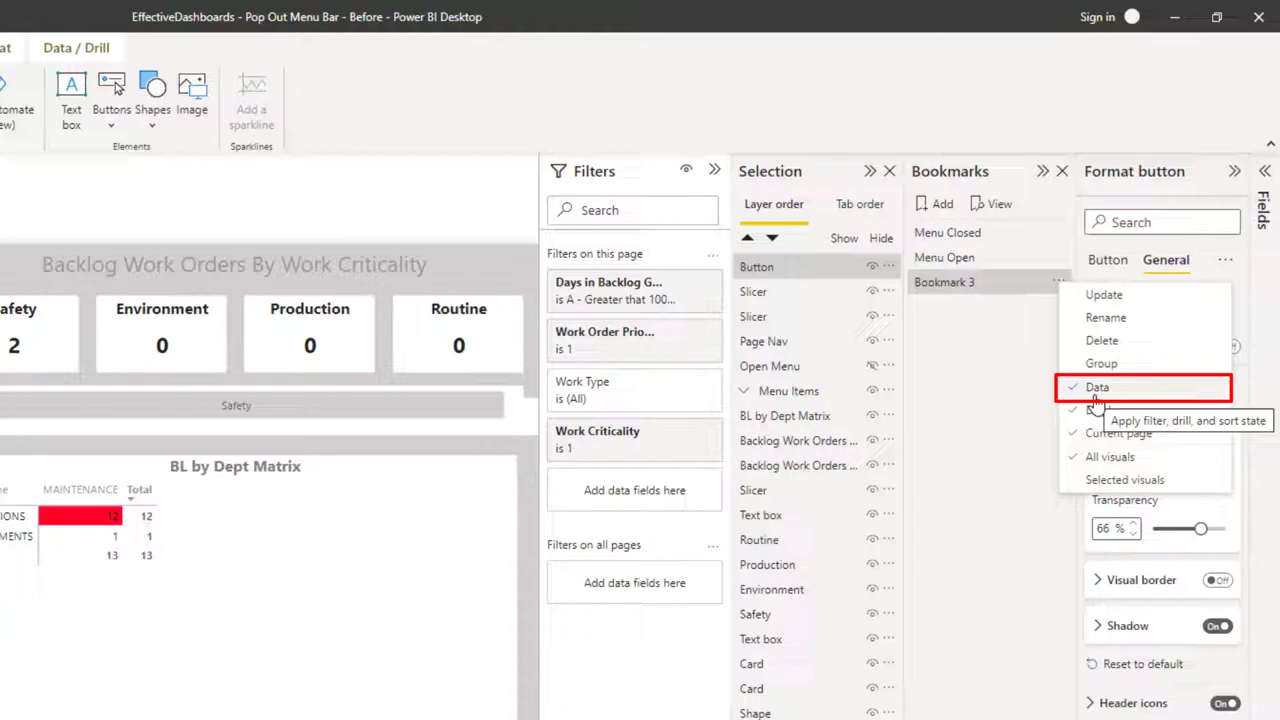 EffectiveDashboards - Pop Out Menu Bar - Before - Power BI Desktop
Sign in
at
Data / Drill
tomate
ew)
Text
box
Buttons
Shapes
Image
Add a
sparkline
Elements
Sparklines
Backlog Work Orders By Work Criticality
afety
2
Environment
0
Production
0
Routine
0
Safety
BL by Dept Matrix
ne
MAINTENANCE
Total
IONS
12
12
MENTS
1
1
13
13
Filters
Search
Filters on this page
...
Days in Backlog G...
is A - Greater that 100...
Work Order Prio...
is 1
Work Type
is (All)
Work Criticality
is 1
Add data fields here
Filters on all pages
...
Add data fields here
Selection
Layer order
Tab order
Show
Hide
Button
Slicer
Slicer
Page Nav
Open Menu
Menu Items
BL by Dept Matrix
Backlog Work Orders ...
Backlog Work Orders ...
Slicer
Text box
Routine
Production
Environment
Safety
Text box
Card
Card
Shape
Bookmarks
Add
View
Menu Closed
Menu Open
Bookmark 3
Update
Rename
Delete
Group
Data
Apply filter, drill, and sort state
Current page
All visuals
Selected visuals
Format button
Search
Button
General
...
Transparency
66 %
Visual border
Off
Shadow
On
Reset to default
Header icons
On
Fields